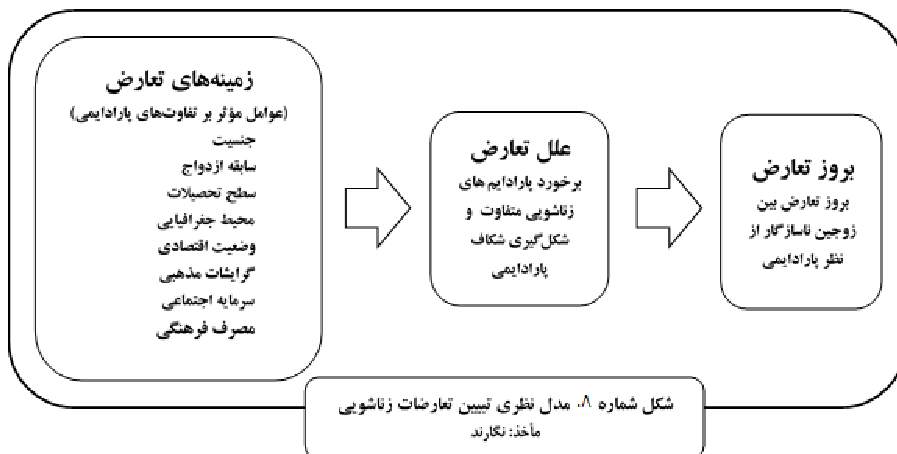 زمینه‌های تعارض
(عوامل مؤثر بر تفاوت‌های پارادایمی)
جنسیت
سابقه ازدواج
سطح تحصیلات
محیط جغرافیایی
وضعیت اقتصادی
گرایشات مذهبی
سرمایه اجتماعی
مصرف فرهنگی
علل تعارض
برخورد پارادایم های
زناشویی متفاوت و
شکل‌گیری شکاف
پارادایمی
بروز تعارض
بروز تعارض بین
زوجین ناسازگار از
نظر پارادایمی
شکل شماره ۸. مدل نظری تبیین تعارضات زناشویی
مأخذ: نگارند